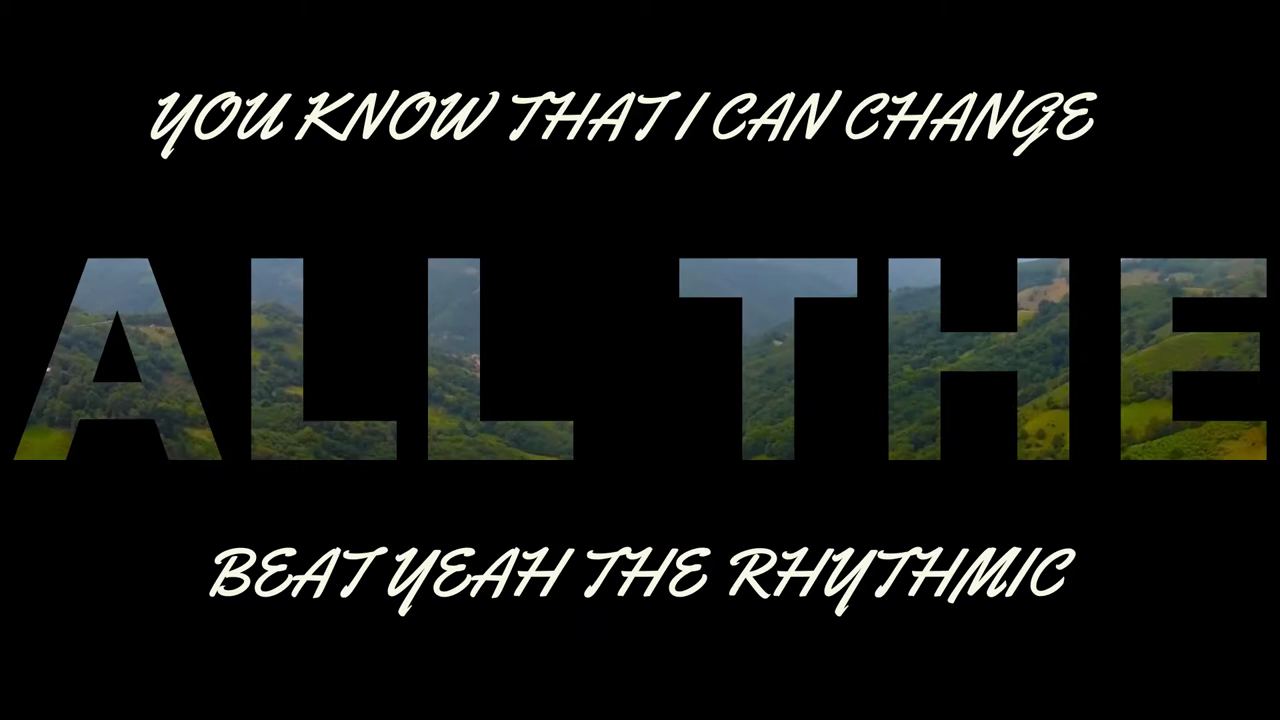 YOU KNOW THAT I CAN CHANGE
ALL THE
BEAT YEAH THE RHYTHMIC